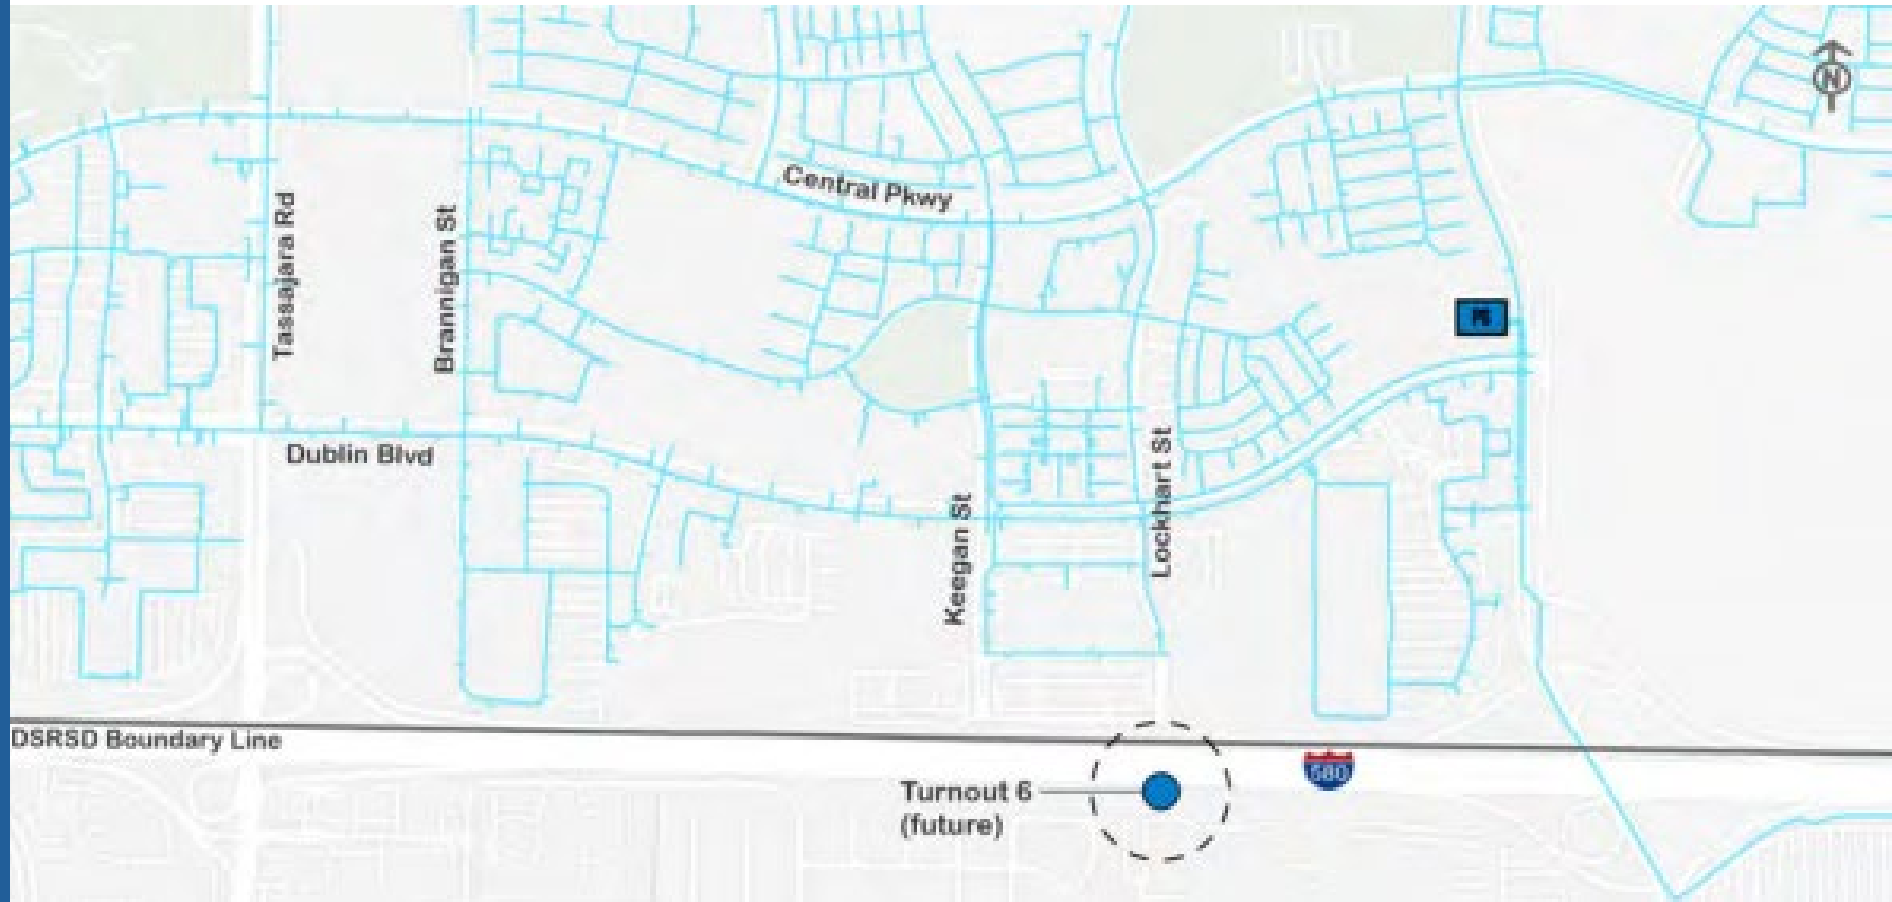 N
Central Pkwy
Tassajara Rd
Brannigan St
PS
Dublin Blvd
Lockhart St
Keegan St
DSRSD Boundary Line
580
Turnout 6
(future)